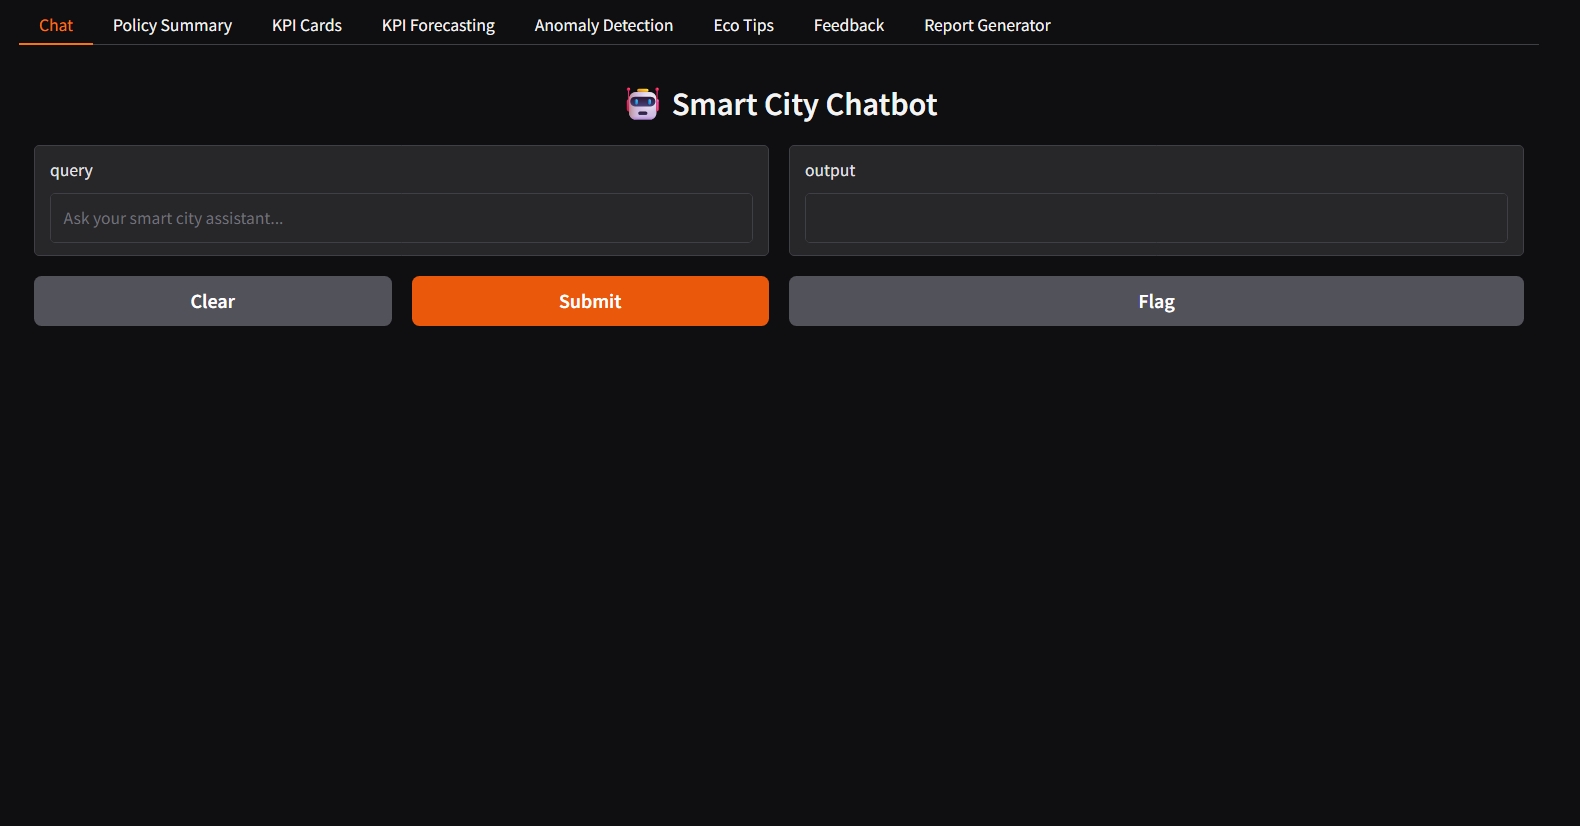 Chat Policy Summary KPI Cards KPI Forecasting Anomaly Detection Eco Tips Feedback Report Generator
Smart City Chatbot
query
Ask your smart city assistant...
output
Clear Submit Flag